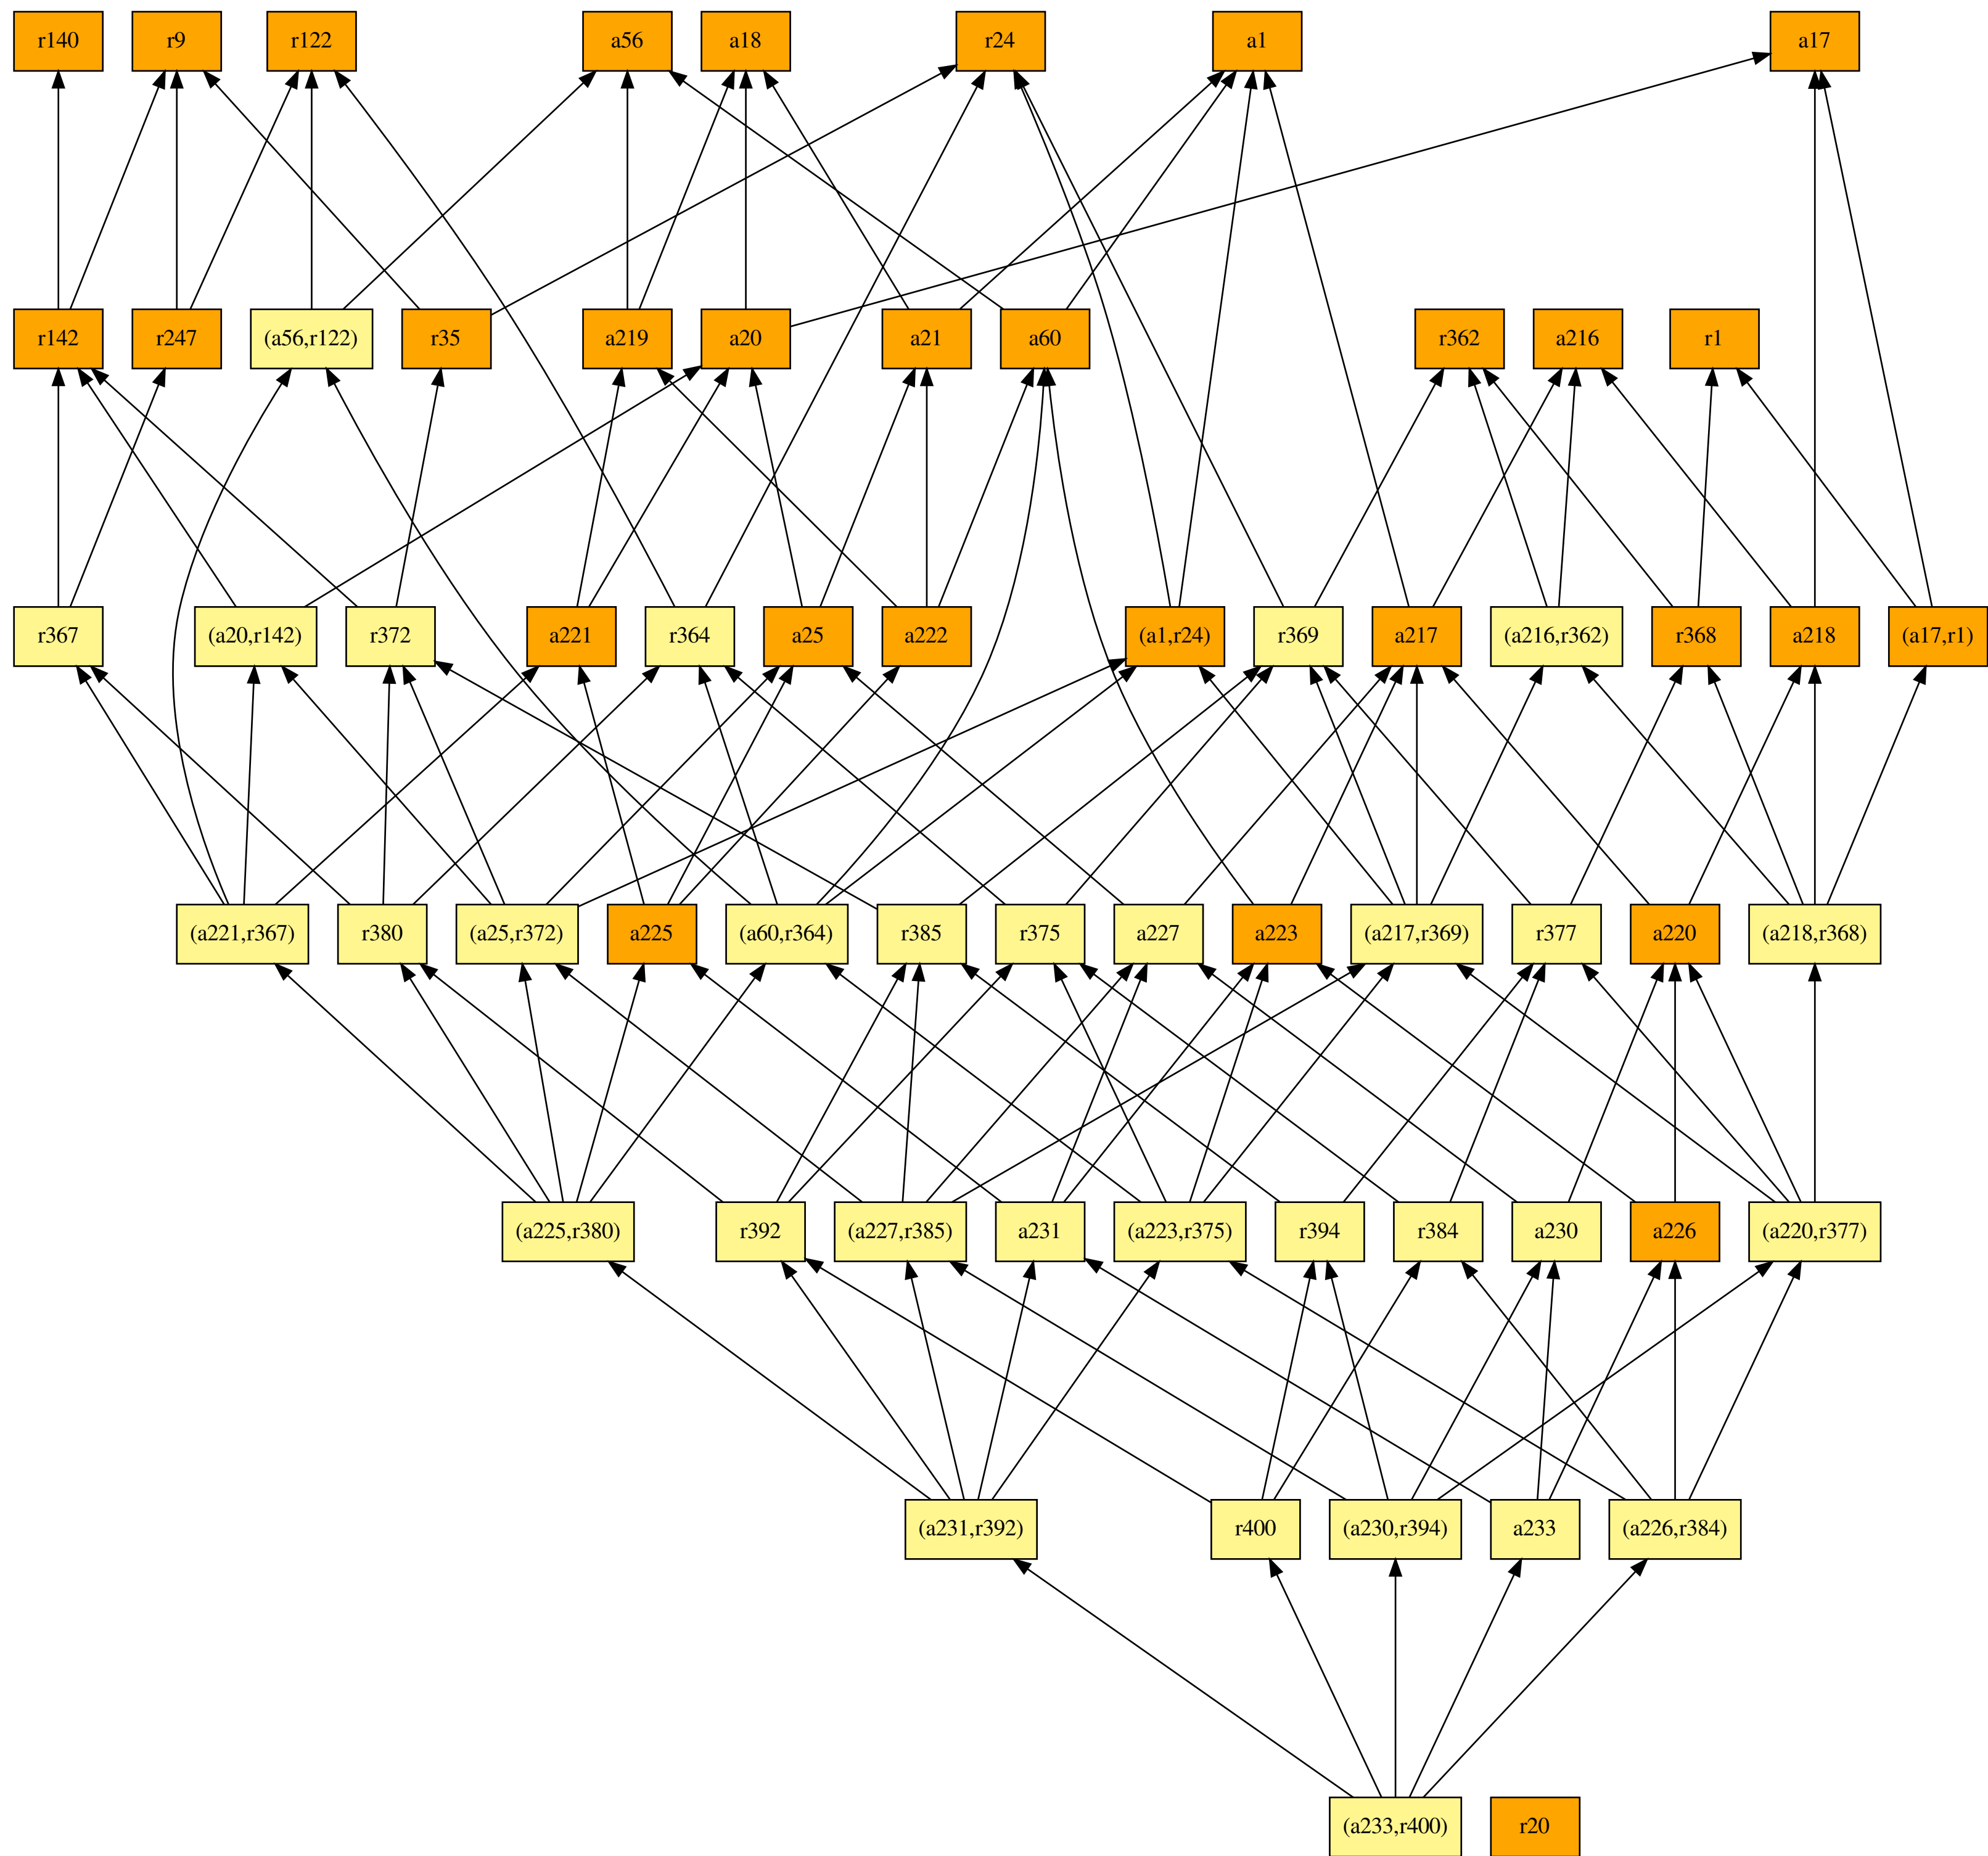 r140 r9 r122 a56 a18 r24 a1 a17
r142 r247 (a56,r122) r35 a219 a20 a21 a60 r362 a216 r1
r367 (a20,r142) r372 a221 r364 a25 a222 (a1,r24) r369 a217 (a216,r362) r368 a218 (a17,r1)
(a221,r367) r380 (a25,r372) a225 (a60,r364) r385 r375 a227 a223 (a217,r369) r377 a220 (a218,r368)
(a225,r380) r392 (a227,r385) a231 (a223,r375) r394 r384 a230 a226 (a220,r377)
(a231,r392) r400 (a230,r394) a233 (a226,r384)
(a233,r400) r20